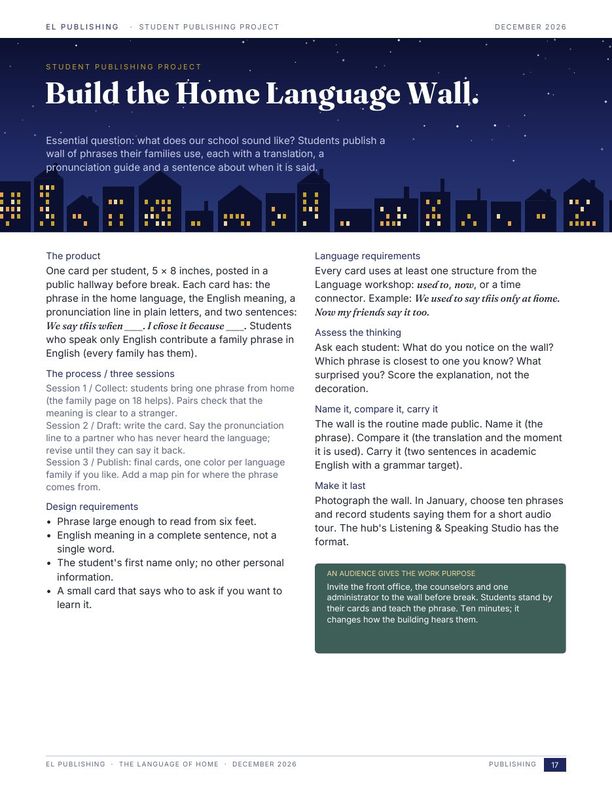 EL PUBLISHING · STUDENT PUBLISHING PROJECT
DECEMBER 2026
STUDENT PUBLISHING PROJECT
Build the Home Language Wall.
Essential question: what does our school sound like? Students publish a
wall of phrases their families use, each with a translation, a
pronunciation guide and a sentence about when it is said.
The product
One card per student, 5 × 8 inches, posted in a
public hallway before break. Each card has: the
phrase in the home language, the English meaning, a
pronunciation line in plain letters, and two sentences:
We say this when ____. I chose it because ____. Students
who speak only English contribute a family phrase in
English (every family has them).
The process / three sessions
Session 1 / Collect: students bring one phrase from home
(the family page on 18 helps). Pairs check that the
meaning is clear to a stranger.
Session 2 / Draft: write the card. Say the pronunciation
line to a partner who has never heard the language;
revise until they can say it back.
Session 3 / Publish: final cards, one color per language
family if you like. Add a map pin for where the phrase
comes from.
Design requirements
• Phrase large enough to read from six feet.
• English meaning in a complete sentence, not a
single word.
• The student's first name only; no other personal
information.
• A small card that says who to ask if you want to
learn it.
Language requirements
Every card uses at least one structure from the
Language workshop: used to, now, or a time
connector. Example: We used to say this only at home.
Now my friends say it too.
Assess the thinking
Ask each student: What do you notice on the wall?
Which phrase is closest to one you know? What
surprised you? Score the explanation, not the
decoration.
Name it, compare it, carry it
The wall is the routine made public. Name it (the
phrase). Compare it (the translation and the moment
it is used). Carry it (two sentences in academic
English with a grammar target).
Make it last
Photograph the wall. In January, choose ten phrases
and record students saying them for a short audio
tour. The hub's Listening & Speaking Studio has the
format.
AN AUDIENCE GIVES THE WORK PURPOSE
Invite the front office, the counselors and one
administrator to the wall before break. Students stand by
their cards and teach the phrase. Ten minutes; it
changes how the building hears them.
EL PUBLISHING · THE LANGUAGE OF HOME · DECEMBER 2026
PUBLISHING 17